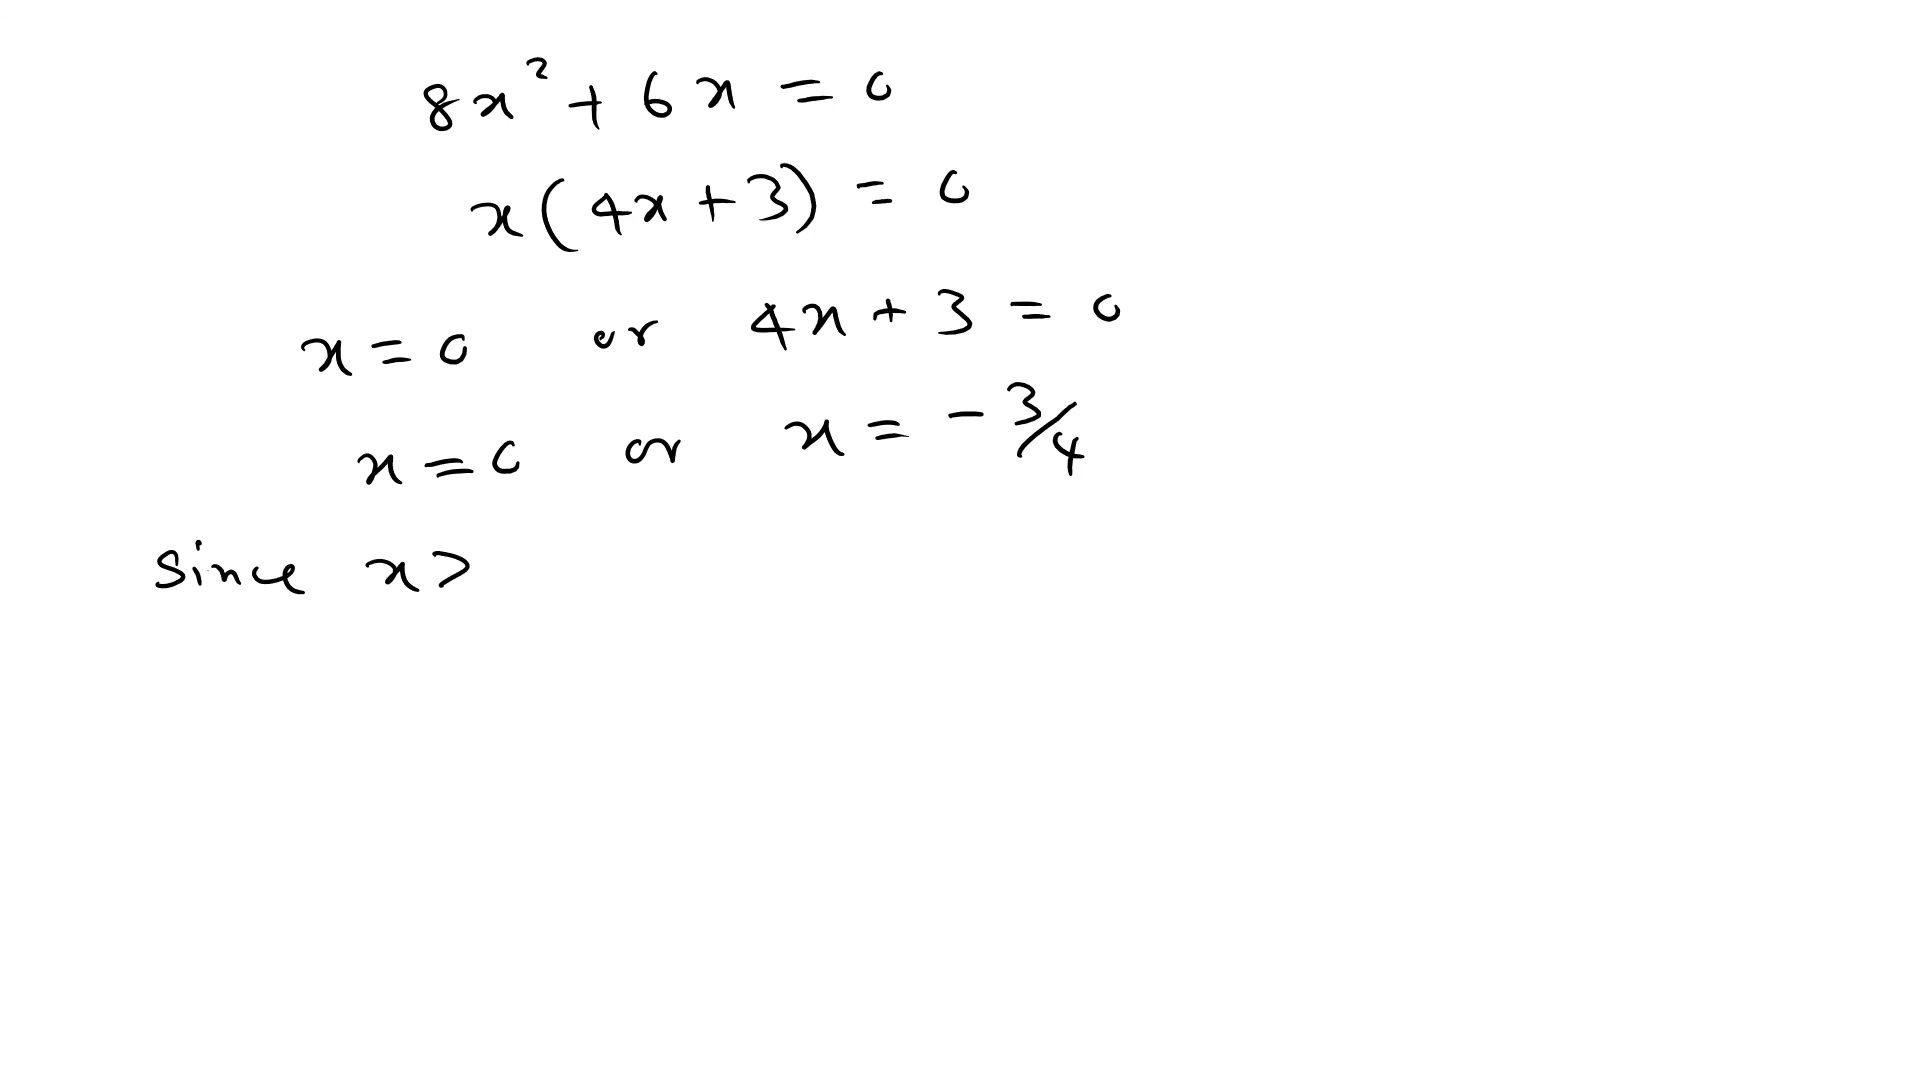 8x² + 6x = 0
x(4x + 3) = 0
x = 0 or 4x + 3 = 0
x = 0 or x = - 3/4
Since x >